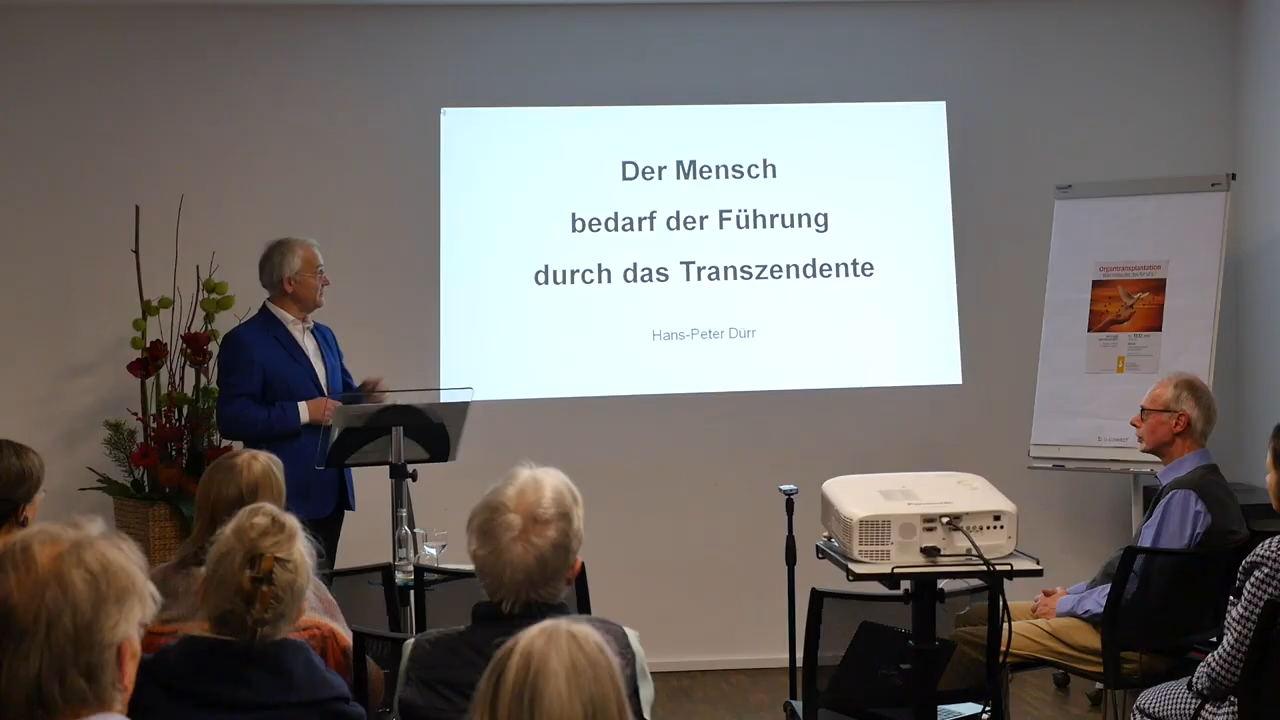 Der Mensch
bedarf der Führung
durch das Transzendente
Hans-Peter Dürr
Organtransplantation